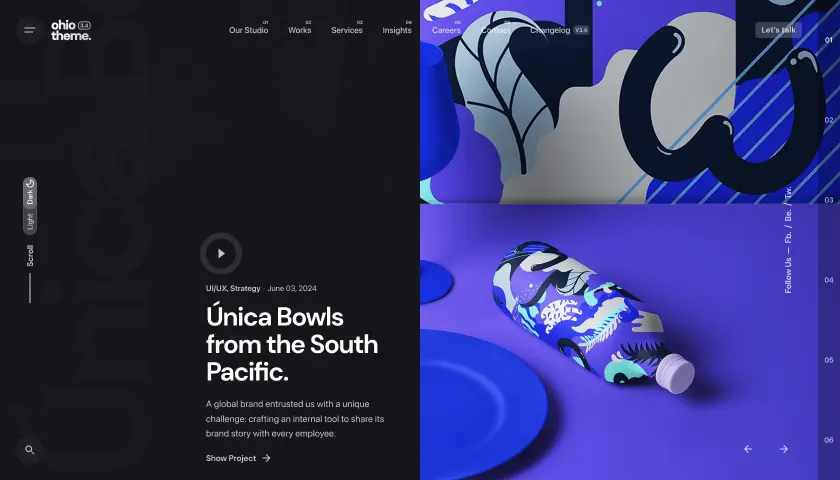 ohio 3.4
theme.
01 02 03 04 05
Our Studio Works Services Insights Careers Contact Changelog V3.6
Let's talk
01
02
03
04
05
06
Dark
Light
Scroll
Follow Us — Fb. / Be. / Tw.
Única B
UI/UX, Strategy · June 03, 2024
Única Bowls
from the South
Pacific.
A global brand entrusted us with a unique
challenge: crafting an internal tool to share its
brand story with every employee.
Show Project